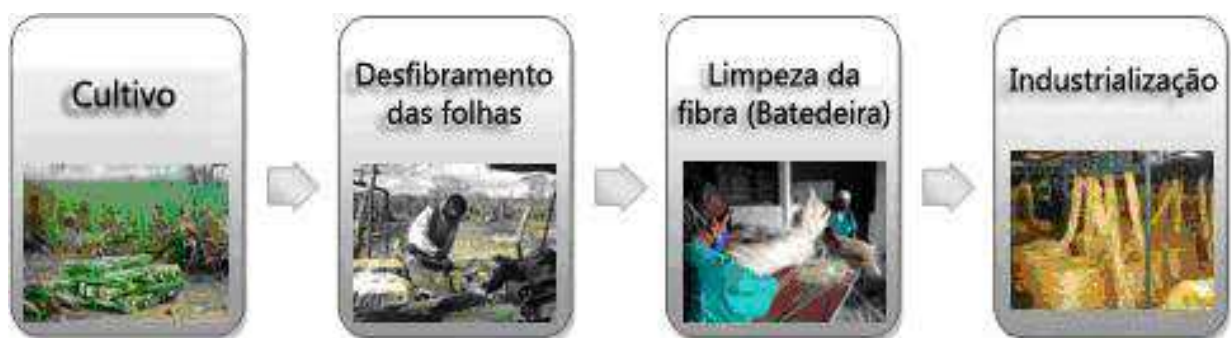 Cultivo
Desfibramento
das folhas
Limpeza da
fibra (Batedeira)
Industrialização